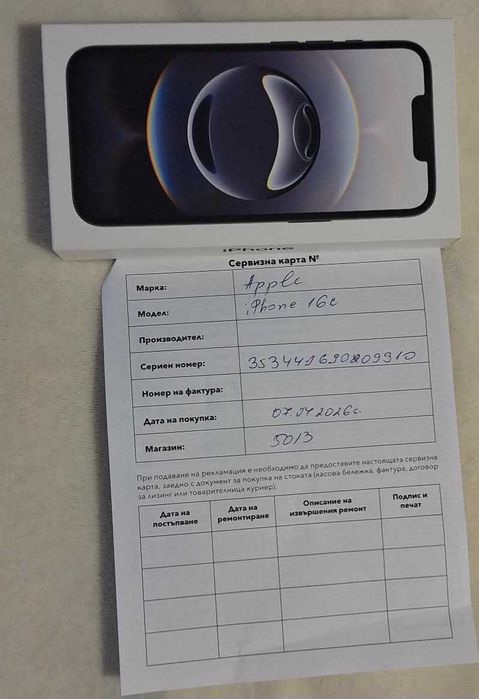 iPhone
Сервизна карта №
Марка: Apple
Модел: iPhone 16e
Производител:
Сериен номер: 353441690809910
Номер на фактура:
Дата на покупка: 07.04.2026г.
Магазин: 5013
При подаване на рекламация е необходимо да предоставите настоящата сервизна
карта, заедно с документ за покупка на стоката (касова бележка, фактура, договор
за лизинг или товарителница куриер).
Дата на постъпване Дата на ремонтиране Описание на извършения ремонт Подпис и печат